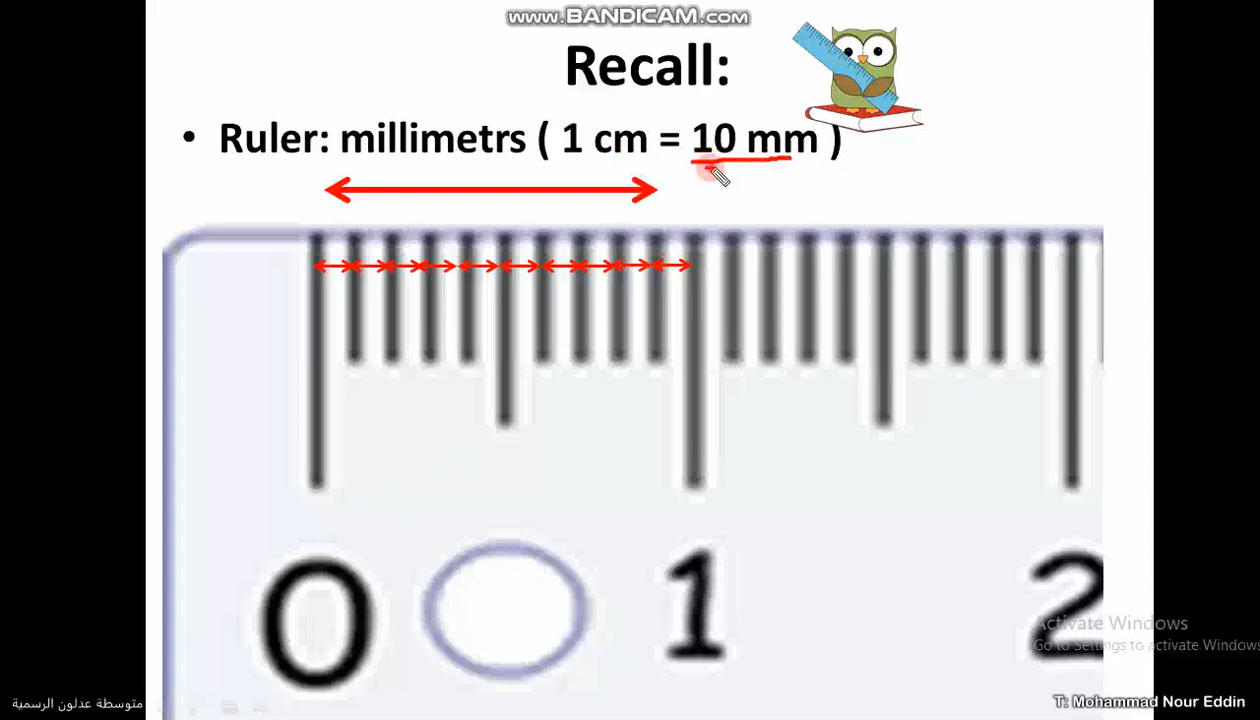 www.BANDICAM.com
Recall:
• Ruler: millimetrs ( 1 cm = 10 mm )
0 1 2
Activate Windows
Go to Settings to activate Windows
متوسطة عدلون الرسمية
T: Mohammad Nour Eddin